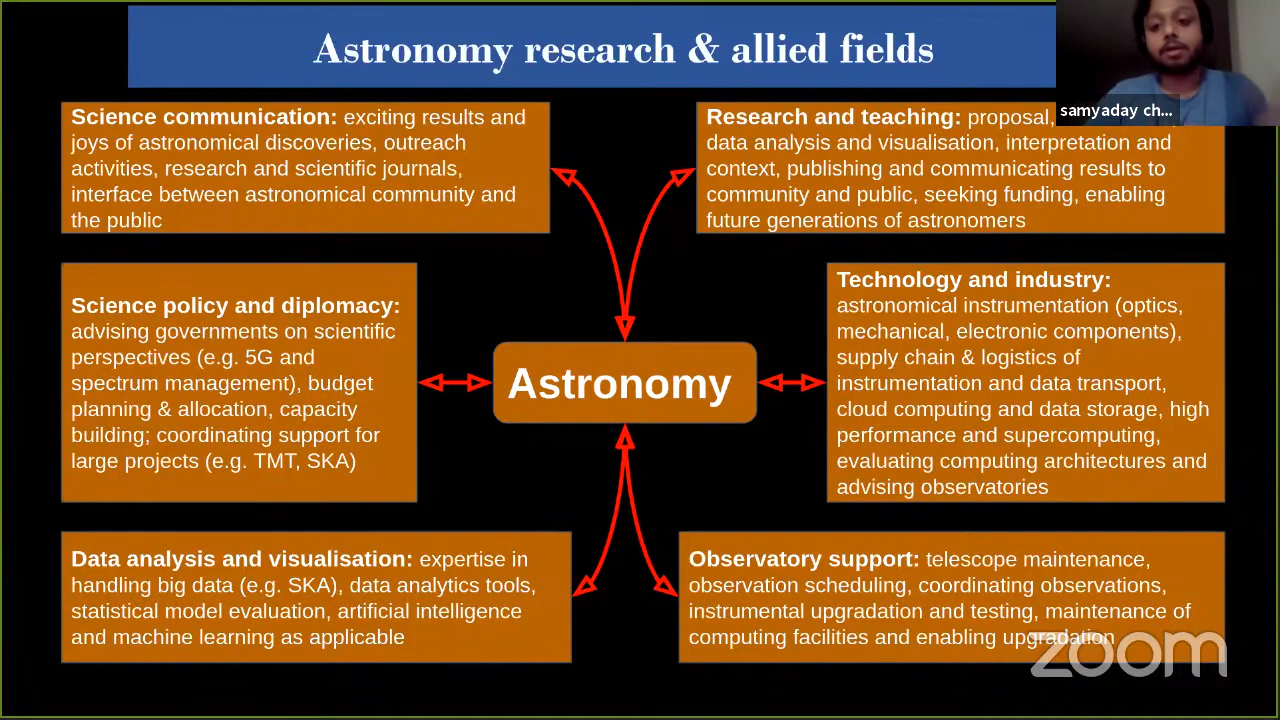 Astronomy research & allied fields
samyaday ch...
Science communication: exciting results and
joys of astronomical discoveries, outreach
activities, research and scientific journals,
interface between astronomical community and
the public
Research and teaching: proposal,
data analysis and visualisation, interpretation and
context, publishing and communicating results to
community and public, seeking funding, enabling
future generations of astronomers
Science policy and diplomacy:
advising governments on scientific
perspectives (e.g. 5G and
spectrum management), budget
planning & allocation, capacity
building; coordinating support for
large projects (e.g. TMT, SKA)
Astronomy
Technology and industry:
astronomical instrumentation (optics,
mechanical, electronic components),
supply chain & logistics of
instrumentation and data transport,
cloud computing and data storage, high
performance and supercomputing,
evaluating computing architectures and
advising observatories
Data analysis and visualisation: expertise in
handling big data (e.g. SKA), data analytics tools,
statistical model evaluation, artificial intelligence
and machine learning as applicable
Observatory support: telescope maintenance,
observation scheduling, coordinating observations,
instrumental upgradation and testing, maintenance of
computing facilities and enabling upgradation
zoom